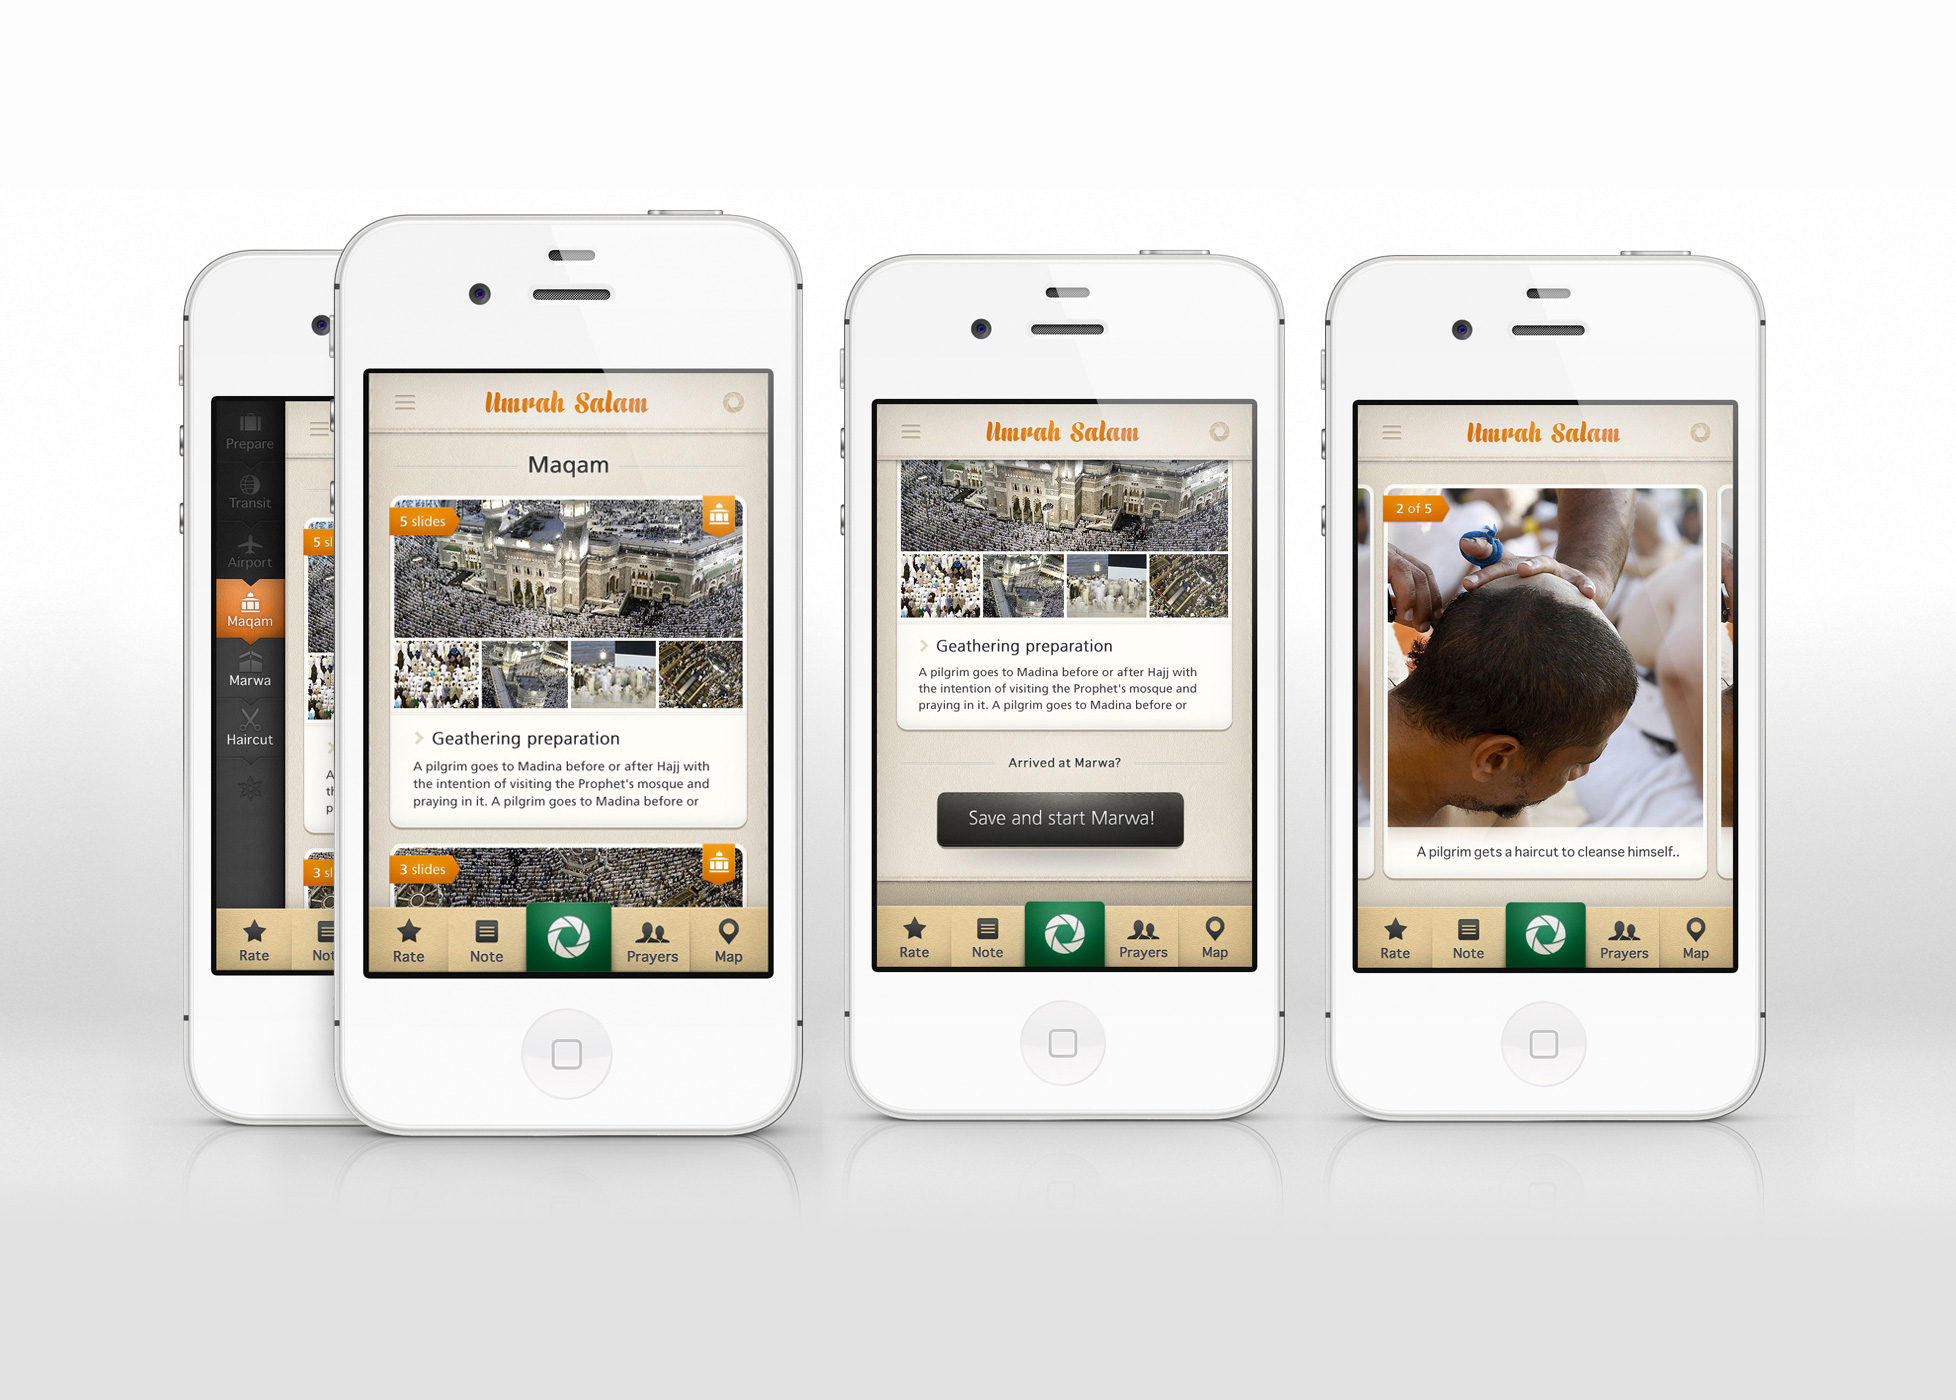 Prepare
Transit
Airport
Maqam
Marwa
Haircut
5 sl
A
th
p
3 sl
Rate
Not
Umrah Salam
Maqam
5 slides
Geathering preparation
A pilgrim goes to Madina before or after Hajj with
the intention of visiting the Prophet's mosque and
praying in it. A pilgrim goes to Madina before or
3 slides
Rate
Note
Prayers
Map
Umrah Salam
Geathering preparation
A pilgrim goes to Madina before or after Hajj with
the intention of visiting the Prophet's mosque and
praying in it. A pilgrim goes to Madina before or
Arrived at Marwa?
Save and start Marwa!
Rate
Note
Prayers
Map
Umrah Salam
2 of 5
A pilgrim gets a haircut to cleanse himself..
Rate
Note
Prayers
Map